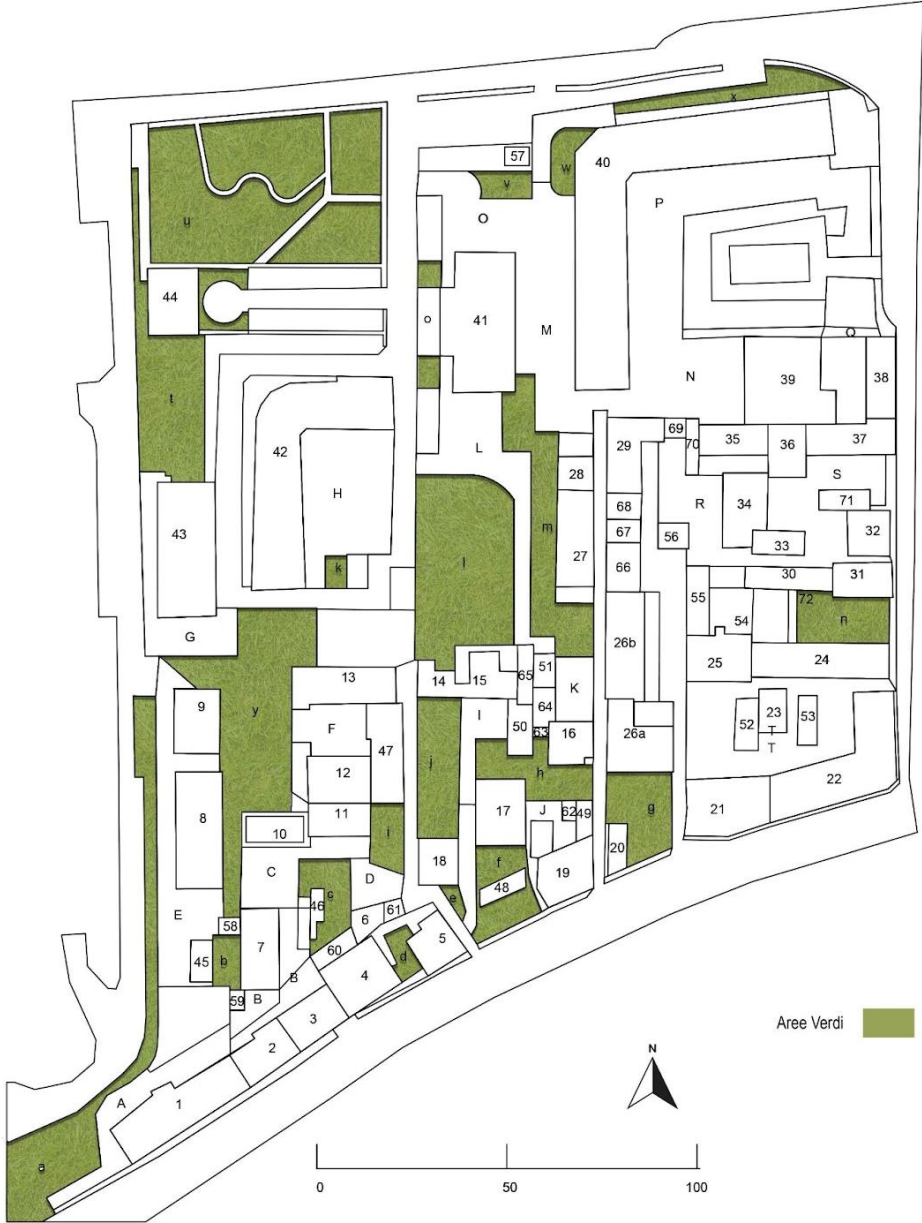 x
57
v
w
40
u
O
P
44
41
o
M
Q
N
39
38
t
42
L
29
69
70
35
36
37
H
28
S
68
R
34
71
43
m
27
67
56
33
32
l
66
k
30
31
55
72
n
G
26b
54
51
13
14
15
65
K
25
24
9
y
64
F
I
50
63
16
26a
52
23
53
T
T
47
j
h
12
8
22
17
J
62
49
g
21
10
11
i
C
18
f
20
c
D
19
46
e
48
E
6
61
58
7
60
d
5
45
b
B
4
59
B
3
Aree Verdi
2
N
A
1
a
0
50
100